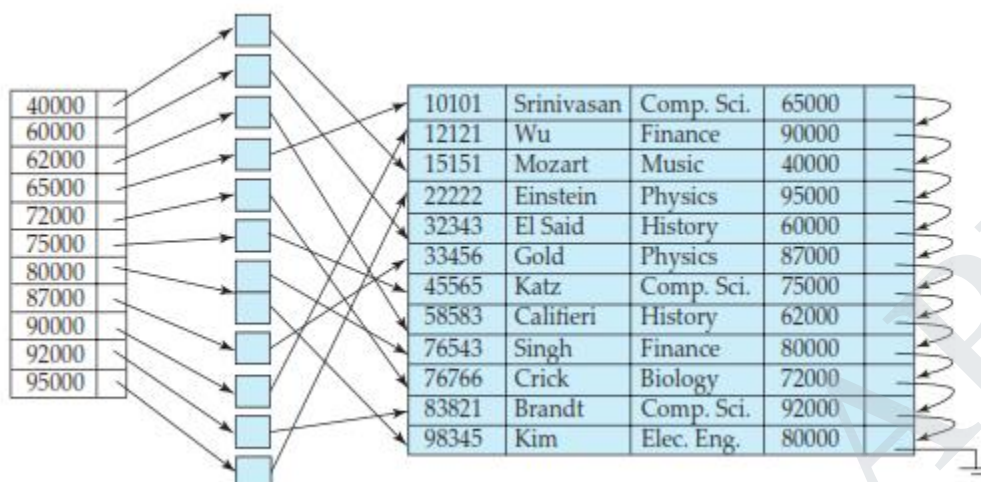 40000
60000
62000
65000
72000
75000
80000
87000
90000
92000
95000
10101 Srinivasan Comp. Sci. 65000
12121 Wu Finance 90000
15151 Mozart Music 40000
22222 Einstein Physics 95000
32343 El Said History 60000
33456 Gold Physics 87000
45565 Katz Comp. Sci. 75000
58583 Califieri History 62000
76543 Singh Finance 80000
76766 Crick Biology 72000
83821 Brandt Comp. Sci. 92000
98345 Kim Elec. Eng. 80000